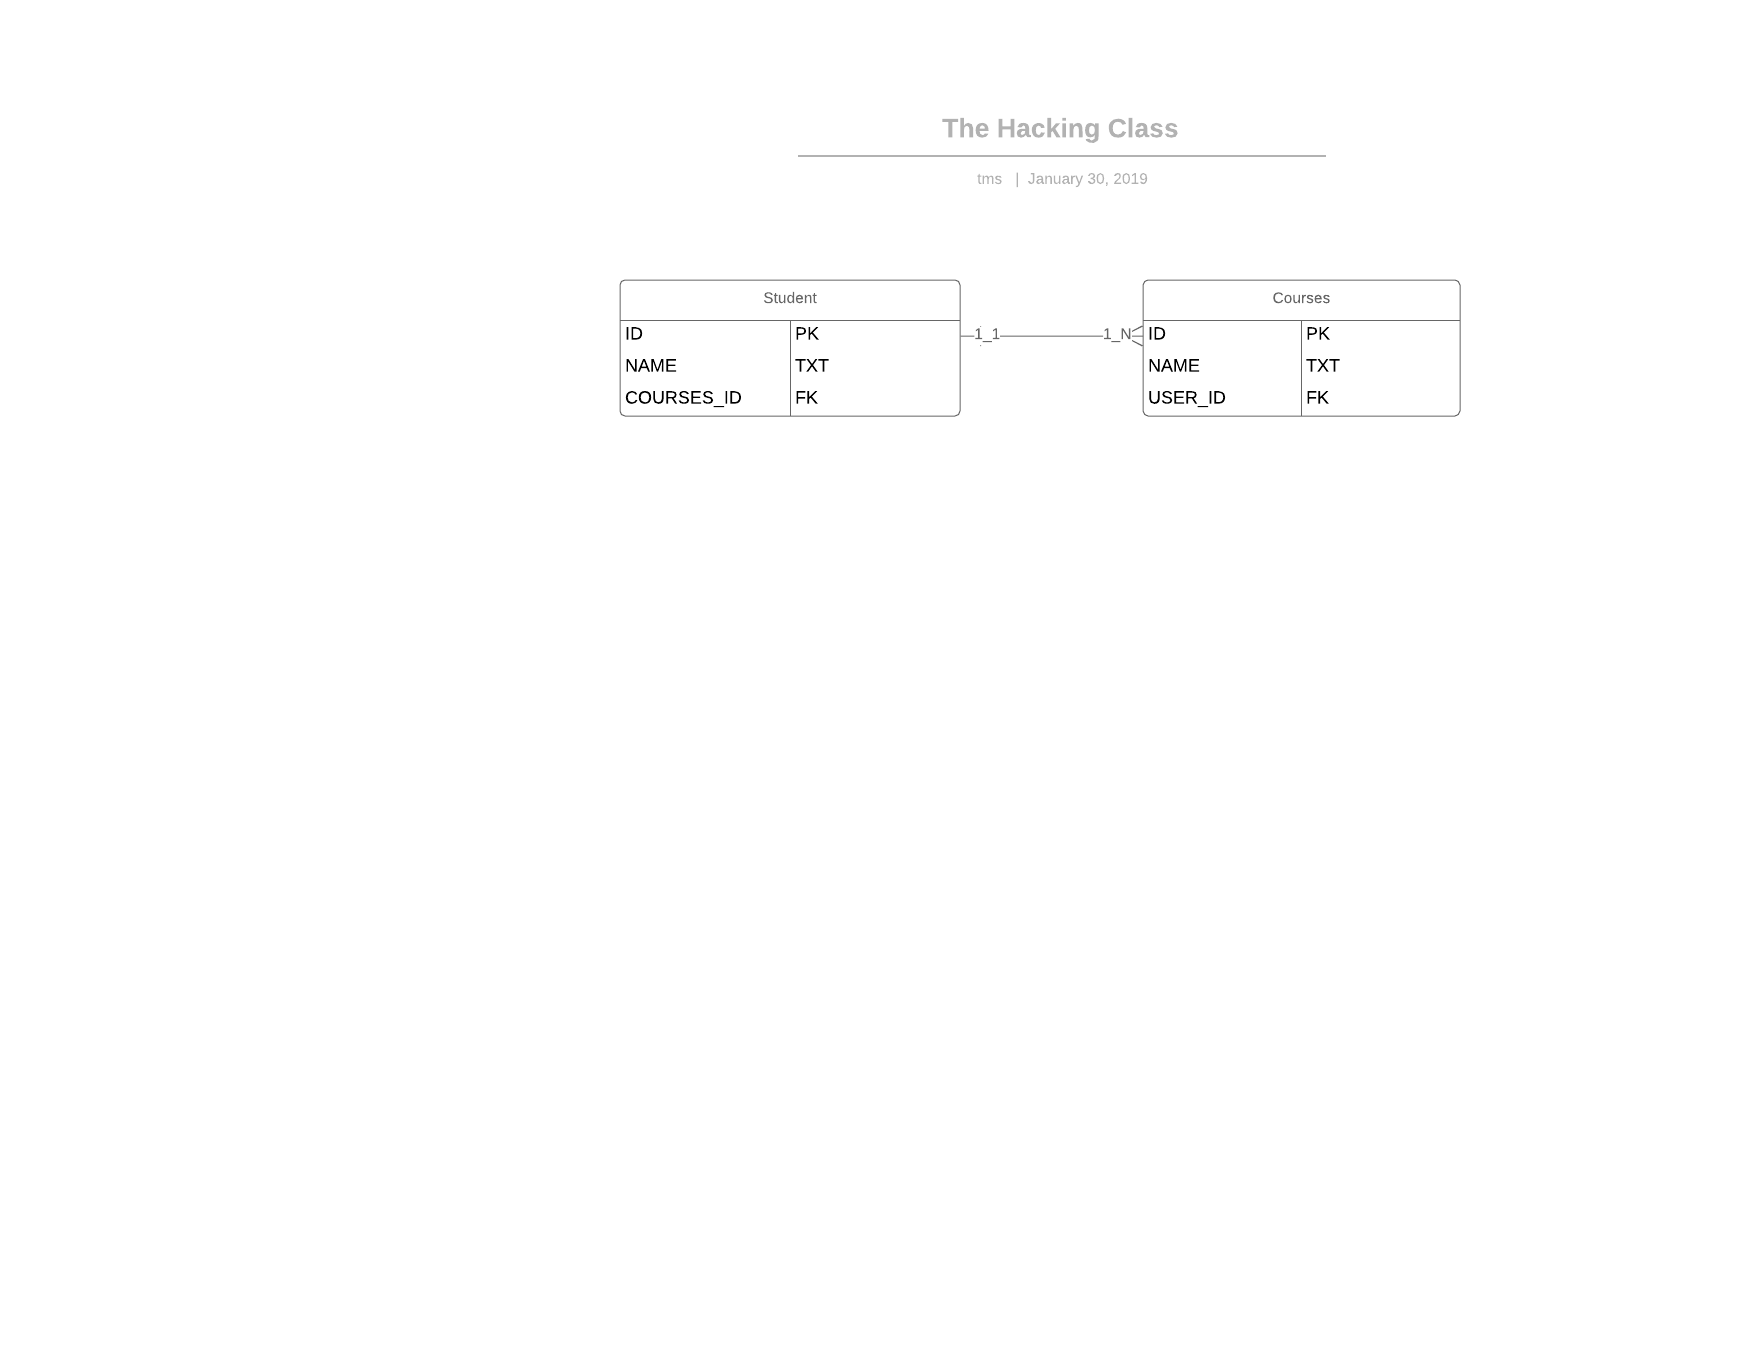 The Hacking Class
tms | January 30, 2019
Student
ID PK
NAME TXT
COURSES_ID FK
1_1
1_N
Courses
ID PK
NAME TXT
USER_ID FK